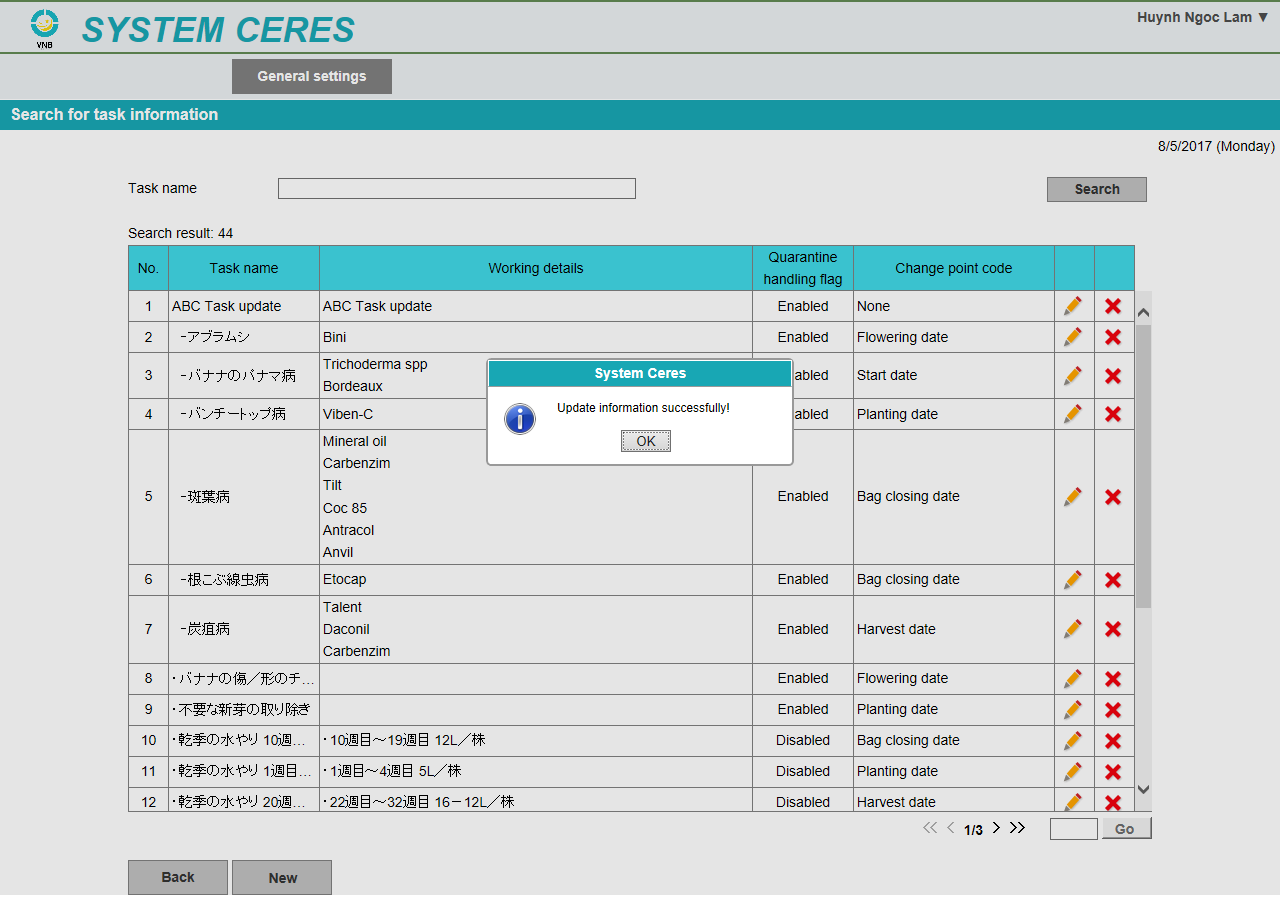 VNB
SYSTEM CERES
Huynh Ngoc Lam ▼
General settings
Search for task information
8/5/2017 (Monday)
Task name
Search
Search result: 44
No. Task name Working details Quarantine handling flag Change point code
1 ABC Task update ABC Task update Enabled None
2 -アブラムシ Bini Enabled Flowering date
3 -バナナのパナマ病 Trichoderma spp abled Start date
Bordeaux
4 -バンチートップ病 Viben-C abled Planting date
System Ceres
Update information successfully!
OK
5 -斑葉病 Mineral oil Enabled Bag closing date
Carbenzim
Tilt
Coc 85
Antracol
Anvil
6 -根こぶ線虫病 Etocap Enabled Bag closing date
7 -炭疽病 Talent Enabled Harvest date
Daconil
Carbenzim
8 ・バナナの傷／形のチ... Enabled Flowering date
9 ・不要な新芽の取り除き Enabled Planting date
10 ・乾季の水やり 10週... ・10週目～19週目 12L／株 Disabled Bag closing date
11 ・乾季の水やり 1週目... ・1週目～4週目 5L／株 Disabled Planting date
12 ・乾季の水やり 20週... ・22週目～32週目 16－12L／株 Disabled Harvest date
1/3
Go
Back
New